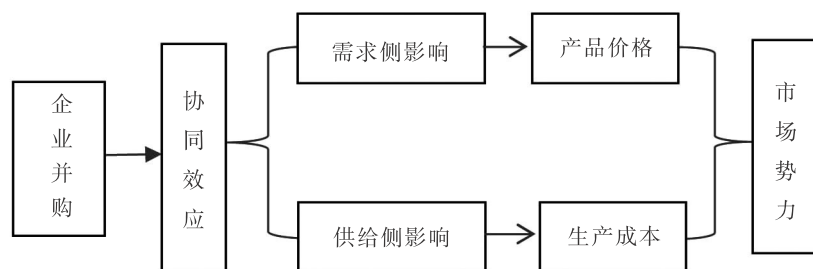 企业并购
协同效应
需求侧影响
产品价格
供给侧影响
生产成本
市场势力